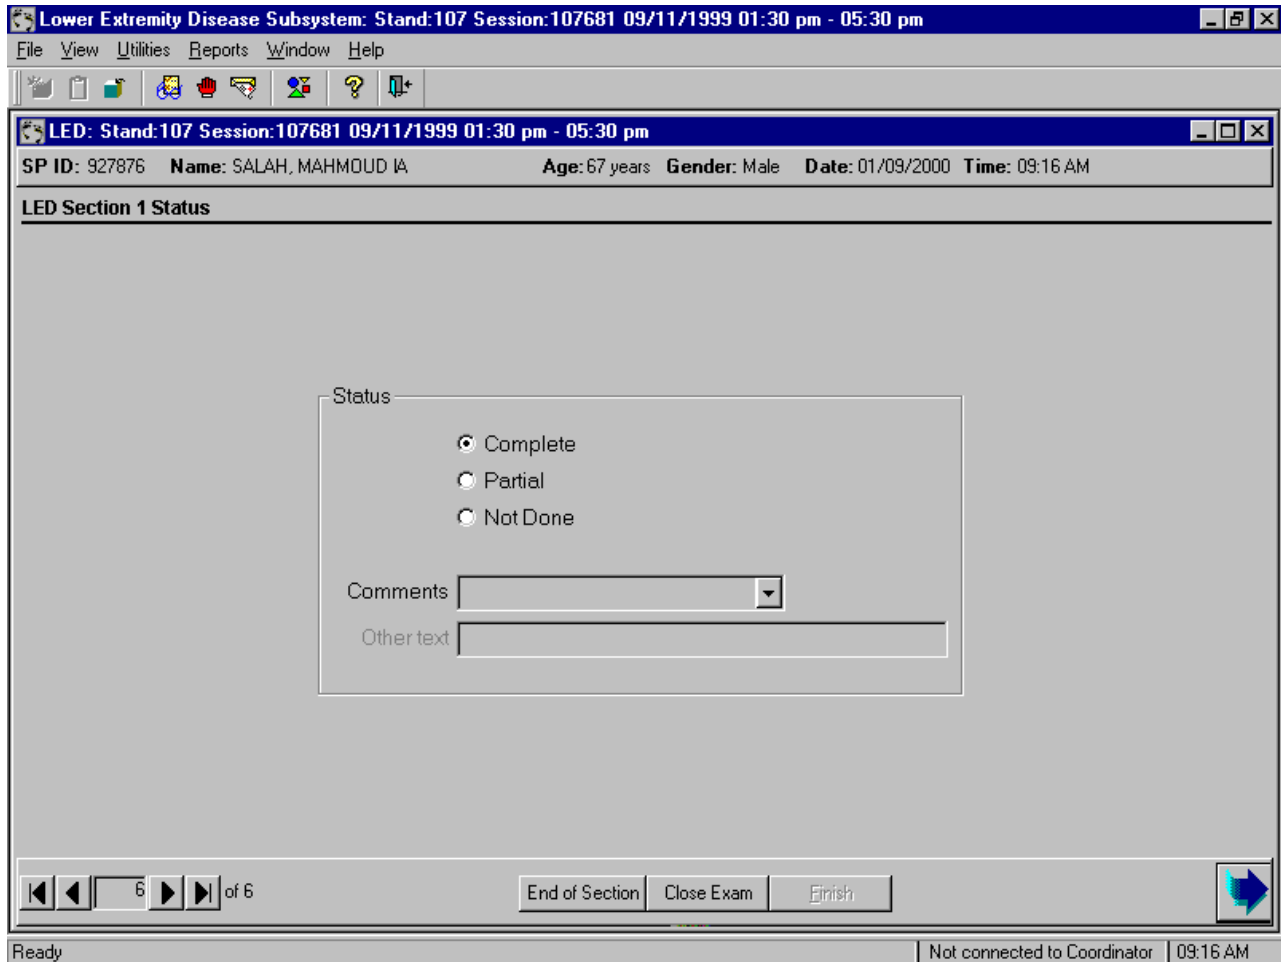 Lower Extremity Disease Subsystem: Stand:107 Session:107681 09/11/1999 01:30 pm - 05:30 pm
File View Utilities Reports Window Help
LED: Stand:107 Session:107681 09/11/1999 01:30 pm - 05:30 pm
SP ID: 927876 Name: SALAH, MAHMOUD IA Age: 67 years Gender: Male Date: 01/09/2000 Time: 09:16 AM
LED Section 1 Status
Status
Complete
Partial
Not Done
Comments
Other text
6 of 6 End of Section Close Exam Finish
Ready Not connected to Coordinator 09:16 AM